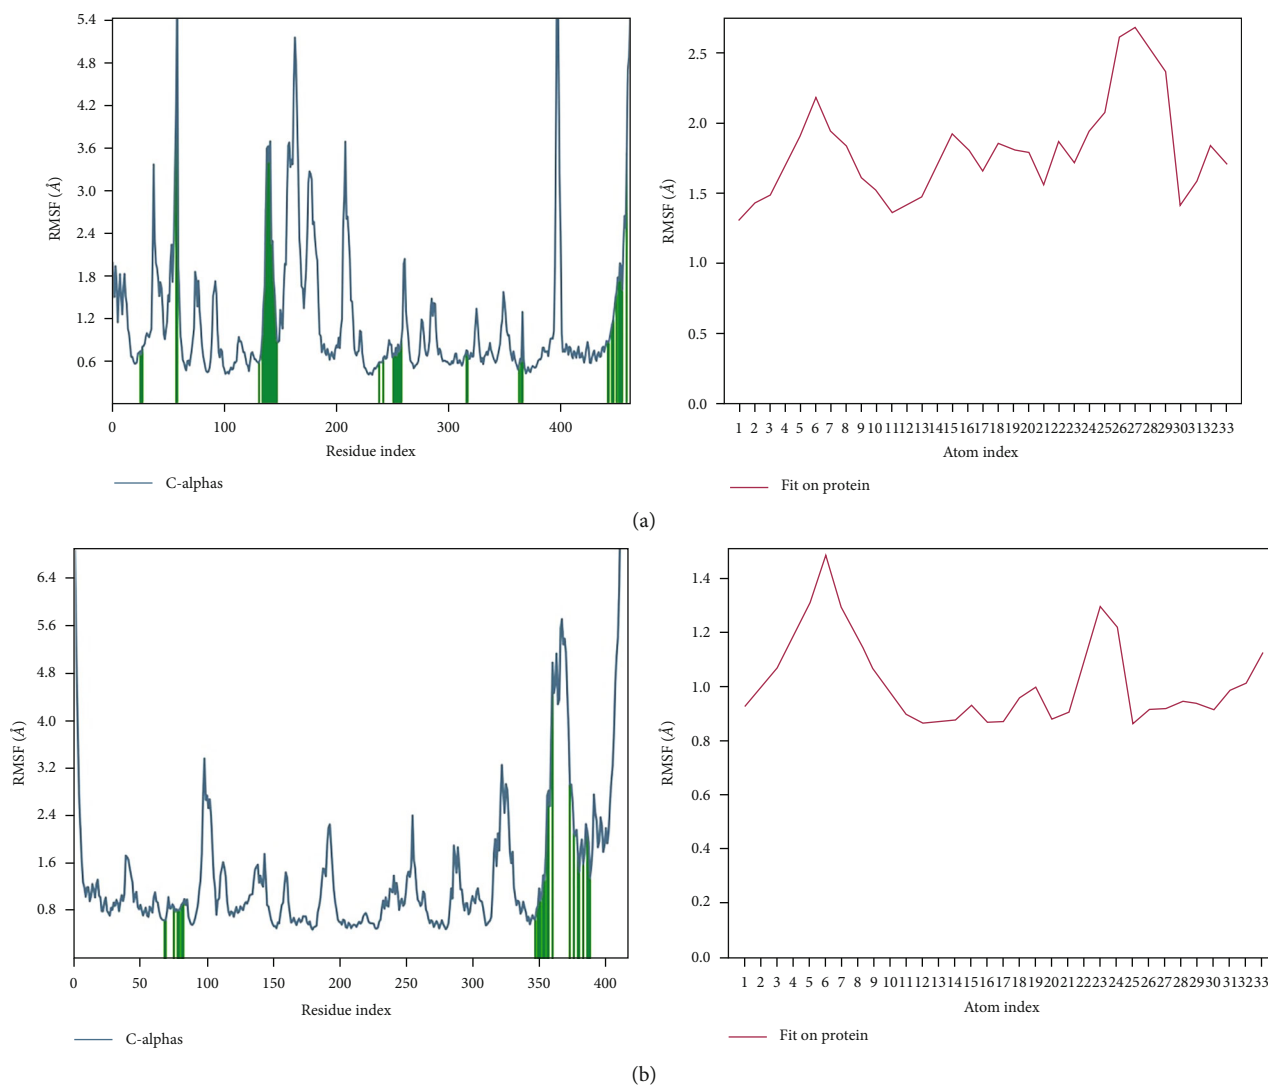 5.4
4.8
4.2
3.6
3.0
2.4
1.8
1.2
0.6
RMSF (Å)
0 100 200 300 400
Residue index
C-alphas
2.5
2.0
1.5
1.0
0.5
0.0
RMSF (Å)
1 2 3 4 5 6 7 8 9 10 11 12 13 14 15 16 17 18 19 20 21 22 23 24 25 26 27 28 29 30 31 32 33
Atom index
Fit on protein
(a)
6.4
5.6
4.8
4.0
3.2
2.4
1.6
0.8
RMSF (Å)
0 50 100 150 200 250 300 350 400
Residue index
C-alphas
1.4
1.2
1.0
0.8
0.6
0.4
0.2
0.0
RMSF (Å)
1 2 3 4 5 6 7 8 9 10 11 12 13 14 15 16 17 18 19 20 21 22 23 24 25 26 27 28 29 30 31 32 33
Atom index
Fit on protein
(b)